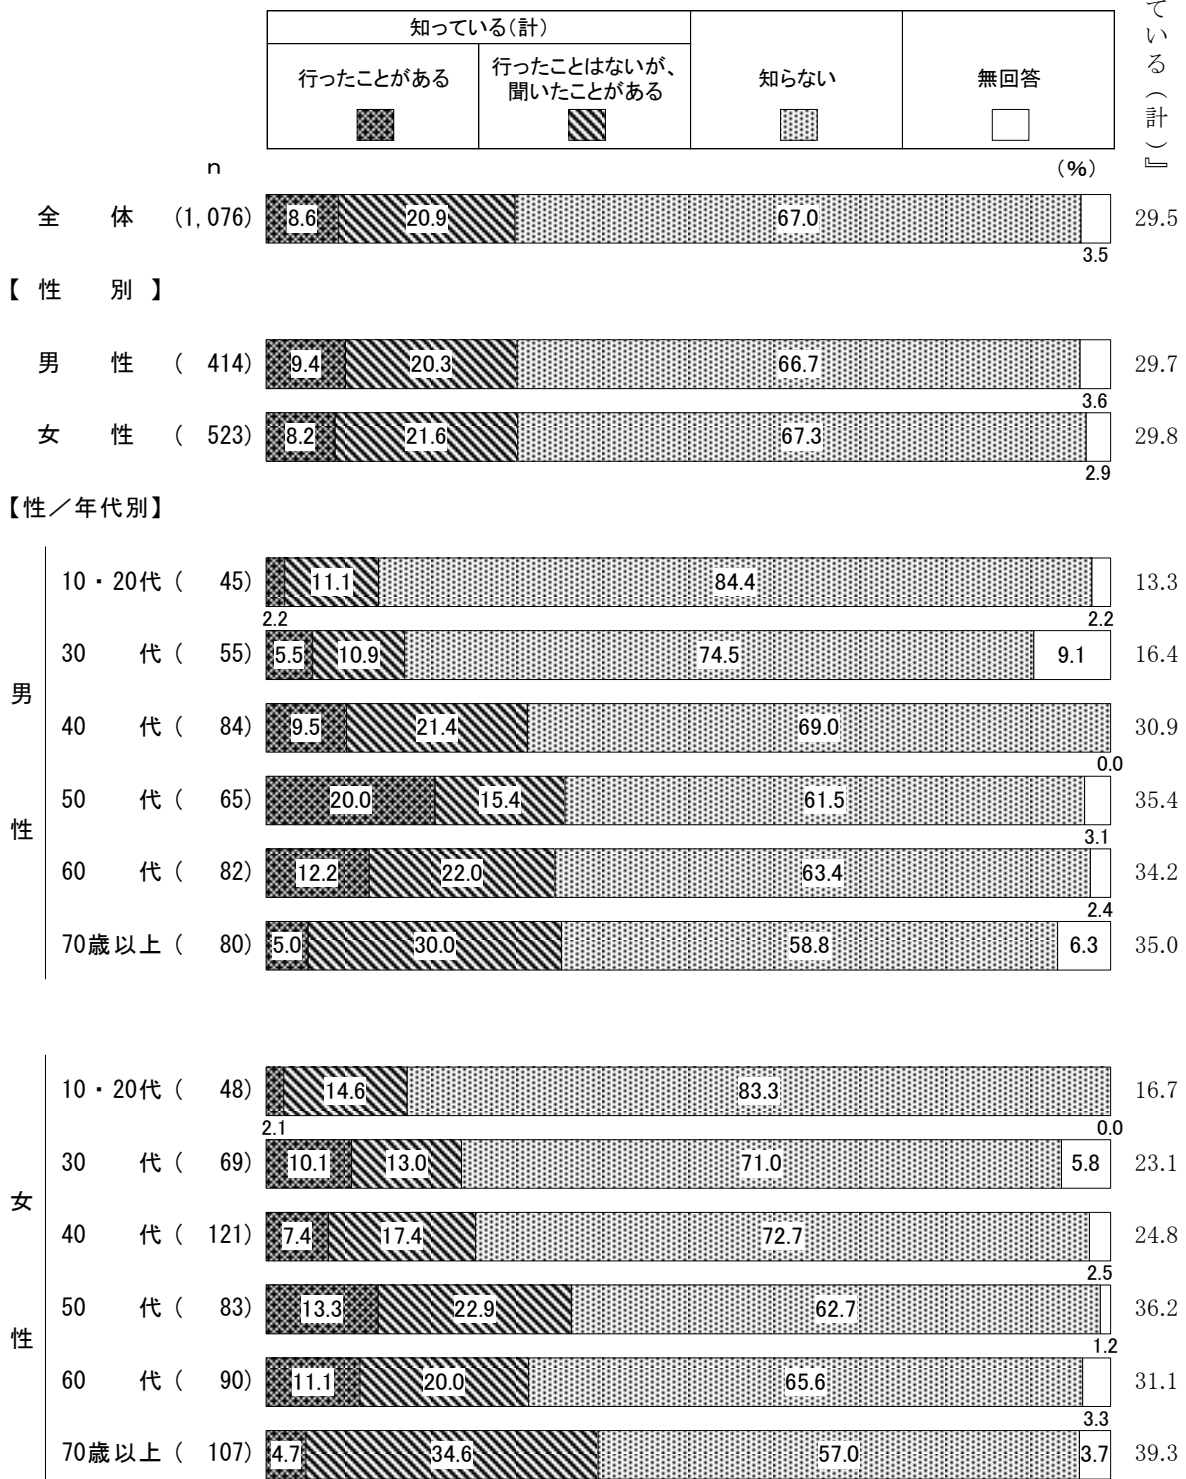 て い る （ 計 ） 』
知っている(計)
行ったことがある
行ったことはないが、
聞いたことがある
知らない
無回答
n
(%)
全 体 (1,076) 8.6 20.9 67.0 3.5 29.5
【 性 別 】
男 性 ( 414) 9.4 20.3 66.7 3.6 29.7
女 性 ( 523) 8.2 21.6 67.3 2.9 29.8
【性／年代別】
男 性
10・20代 ( 45) 2.2 11.1 84.4 2.2 13.3
30 代 ( 55) 5.5 10.9 74.5 9.1 16.4
40 代 ( 84) 9.5 21.4 69.0 0.0 30.9
50 代 ( 65) 20.0 15.4 61.5 3.1 35.4
60 代 ( 82) 12.2 22.0 63.4 2.4 34.2
70歳以上 ( 80) 5.0 30.0 58.8 6.3 35.0
女 性
10・20代 ( 48) 2.1 14.6 83.3 0.0 16.7
30 代 ( 69) 10.1 13.0 71.0 5.8 23.1
40 代 ( 121) 7.4 17.4 72.7 2.5 24.8
50 代 ( 83) 13.3 22.9 62.7 1.2 36.2
60 代 ( 90) 11.1 20.0 65.6 3.3 31.1
70歳以上 ( 107) 4.7 34.6 57.0 3.7 39.3